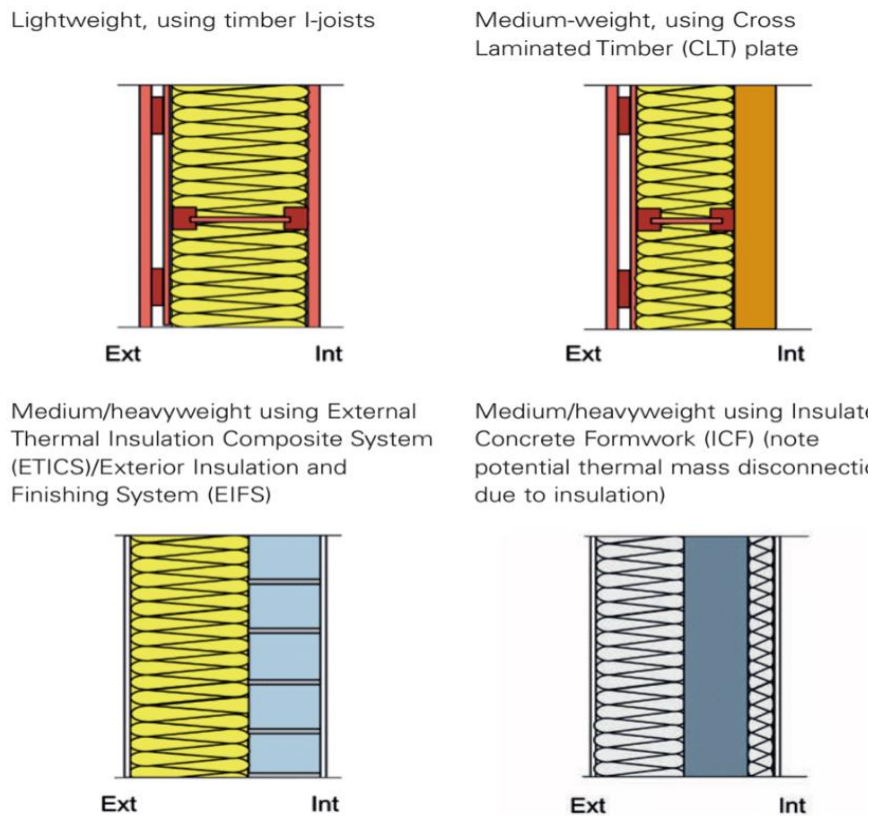 Lightweight, using timber I-joists
Medium-weight, using Cross
Laminated Timber (CLT) plate
Ext
Int
Ext
Int
Medium/heavyweight using External
Thermal Insulation Composite System
(ETICS)/Exterior Insulation and
Finishing System (EIFS)
Medium/heavyweight using Insulate
Concrete Formwork (ICF) (note
potential thermal mass disconnecti
due to insulation)
Ext
Int
Ext
Int